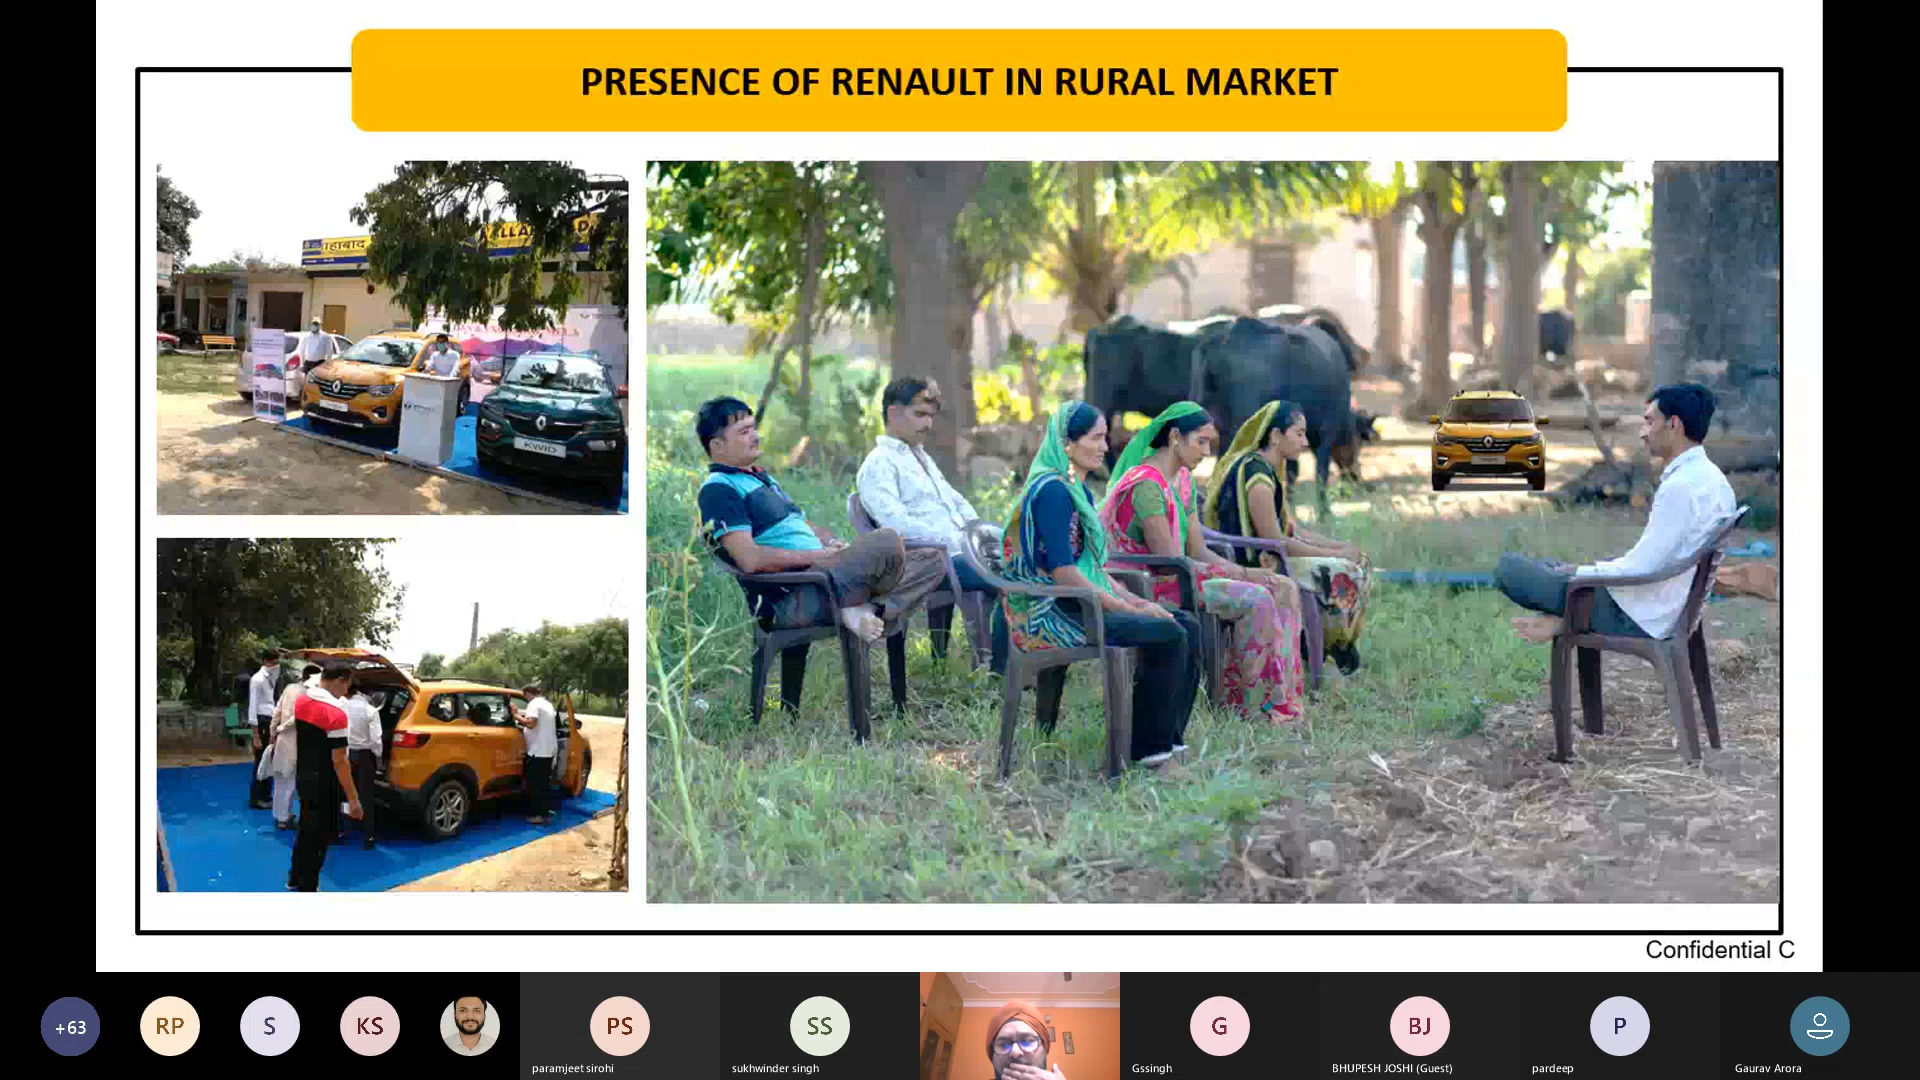 PRESENCE OF RENAULT IN RURAL MARKET
KWID
Confidential C
+63
RP
S
KS
PS
SS
G
BJ
P
paramjeet sirohi
sukhwinder singh
Gssingh
BHUPESH JOSHI (Guest)
pardeep
Gaurav Arora